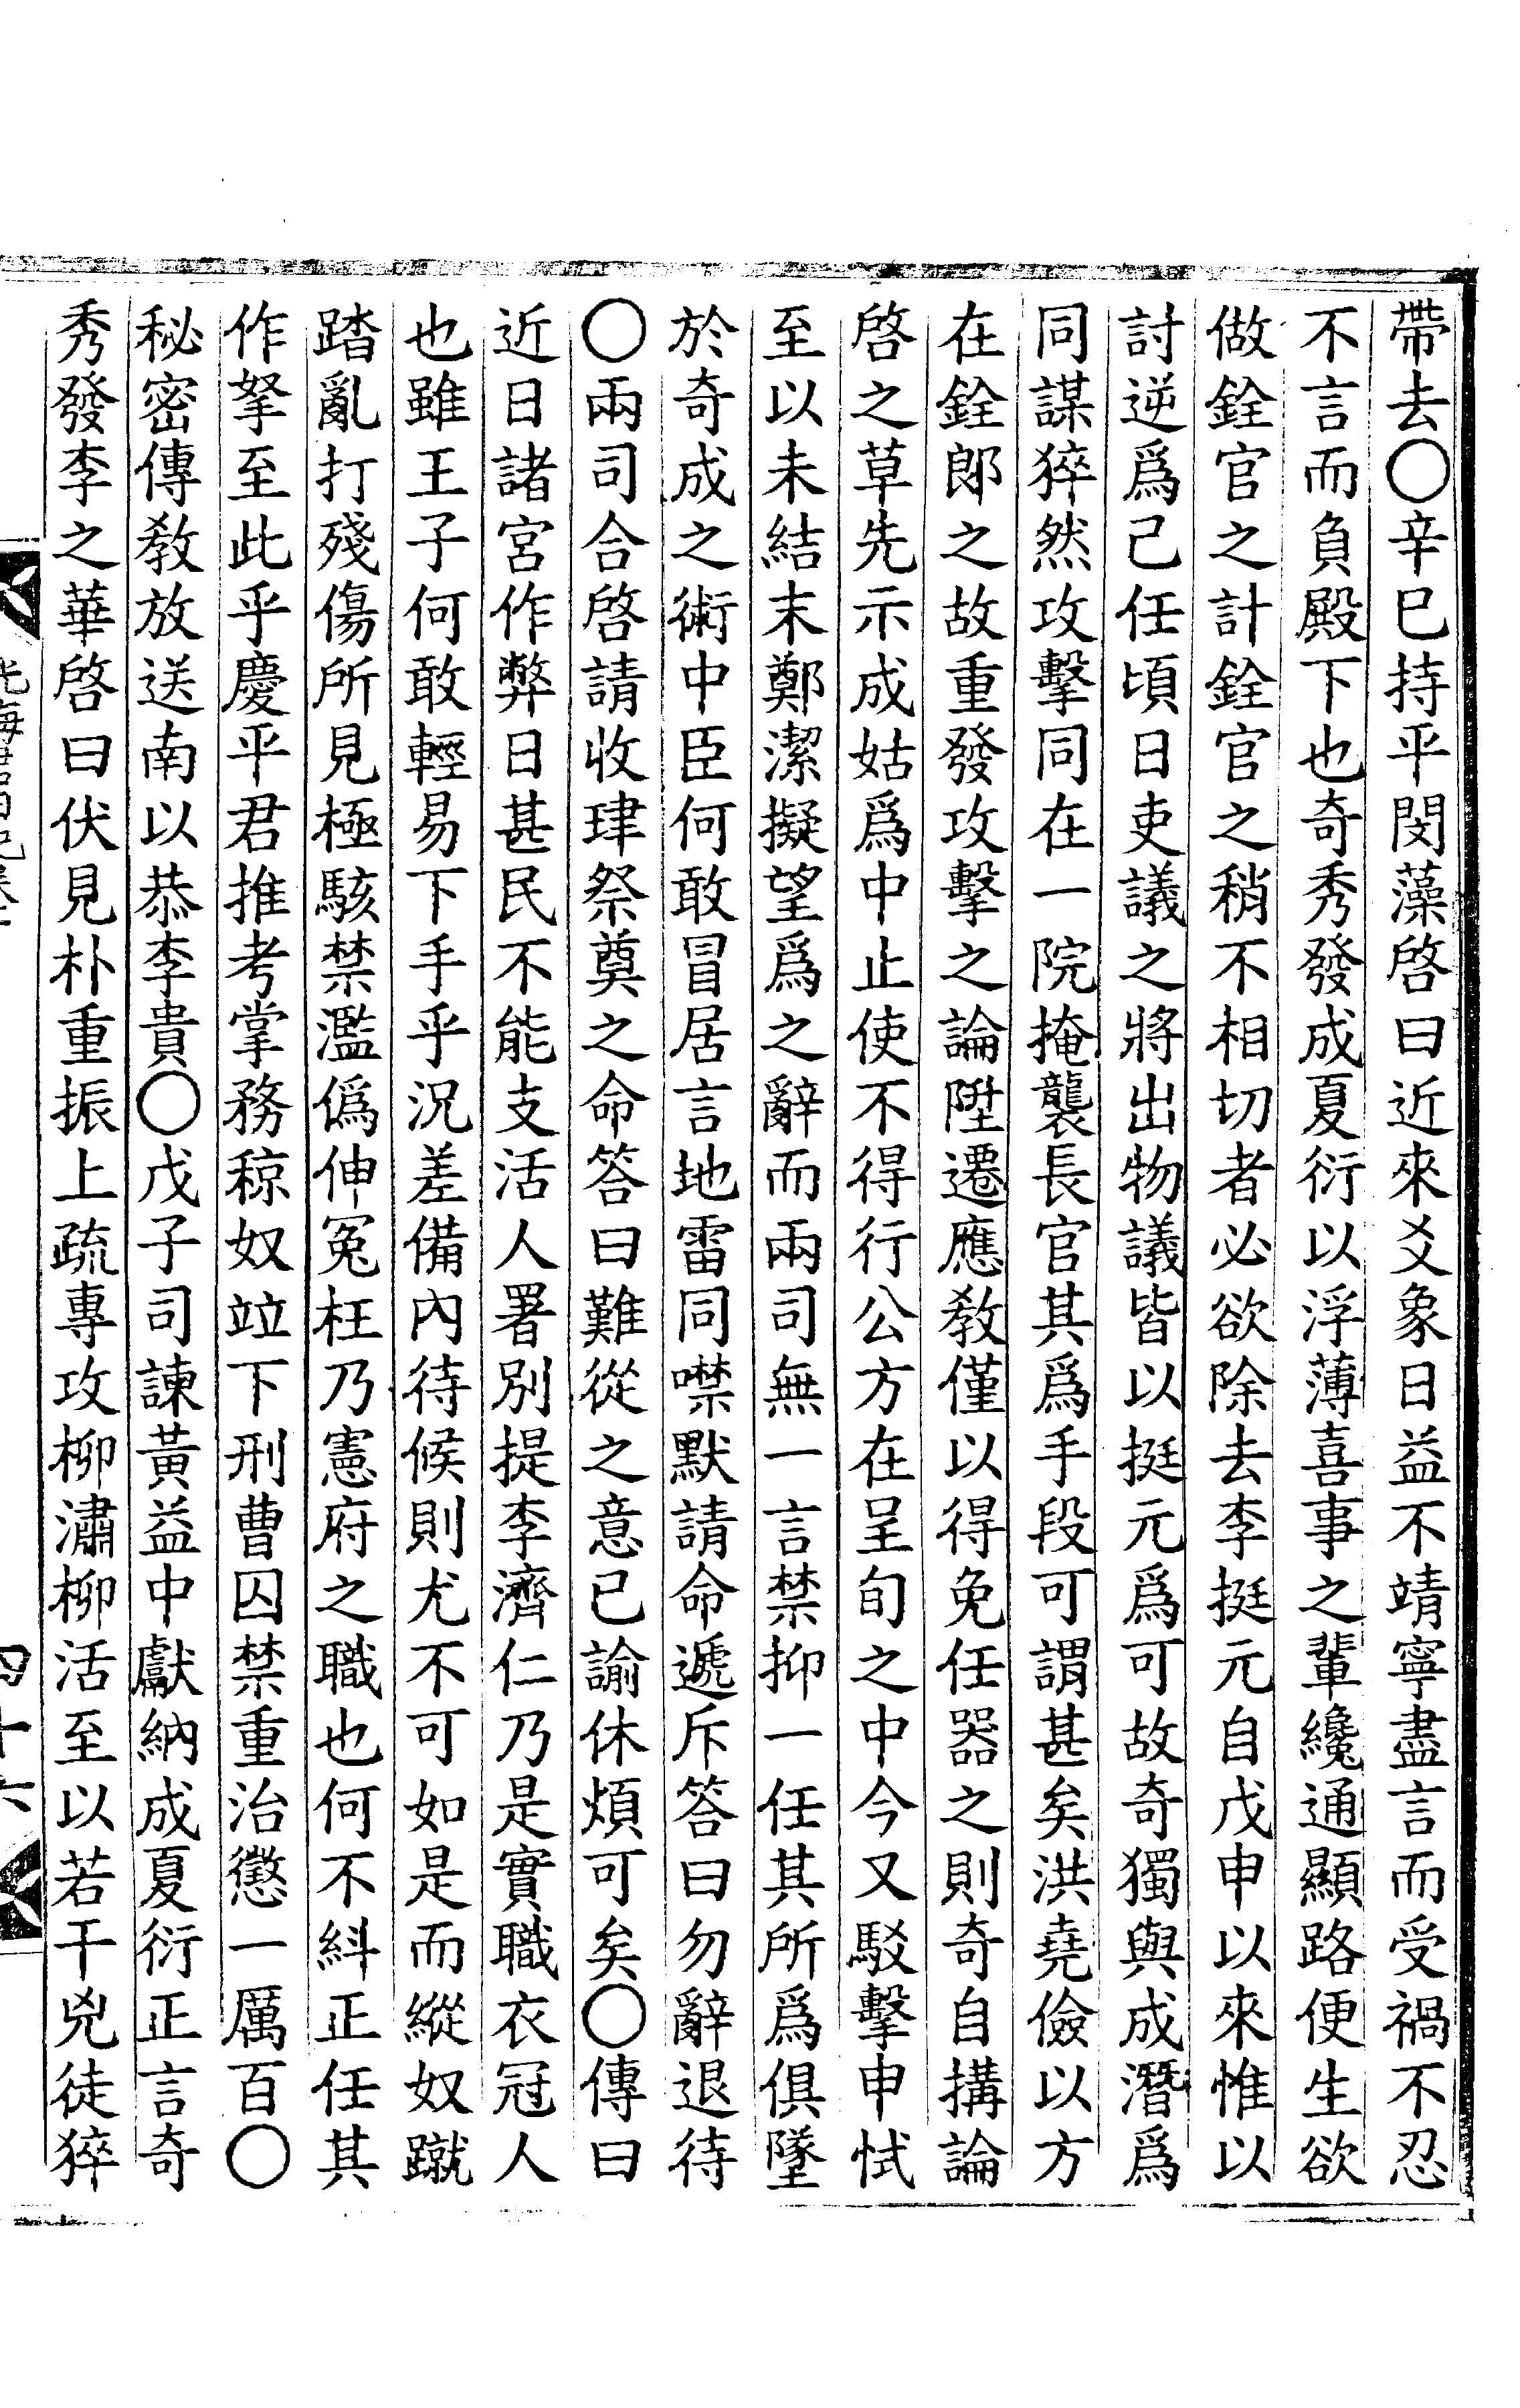 帶去○辛巳持平閔藻啓曰近來爻象日益不靖寧盡言而受禍不忍
不言而負殿下也奇秀發成夏衍以浮薄喜事之輩纔通顯路便生欲
做銓官之計銓官之稍不相切者必欲除去李挺元自戊申以來惟以
討逆爲己任頃日吏議之將出物議皆以挺元爲可故奇獨與成潛爲
同謀猝然攻擊同在一院掩襲長官其爲手段可謂甚矣洪堯儉以方
在銓郞之故重發攻擊之論陞遷應敎僅以得免任器之則奇自搆論
啓之草先示成姑爲中止使不得行公方在呈旬之中今又駁擊申恜
至以未結末鄭潔擬望爲之辭而兩司無一言禁抑一任其所爲俱墜
於奇成之術中臣何敢冒居言地雷同噤默請命遞斥答曰勿辭退待
○兩司合啓請收肂祭奠之命答曰難從之意已諭休煩可矣○傳曰
近日諸宮作弊日甚民不能支活人署別提李濟仁乃是實職衣冠人
也雖王子何敢輕易下手乎況差備內待候則尤不可如是而縱奴蹴
踏亂打殘傷所見極駭禁濫僞伸冤枉乃憲府之職也何不糾正任其
作拏至此乎慶平君推考掌務稤奴竝下刑曹囚禁重治懲一厲百○
秘密傳敎放送南以恭李貴○戊子司諫黃益中獻納成夏衍正言奇
秀發李之華啓曰伏見朴重振上疏專攻柳潚柳活至以若干兇徒猝
四十六